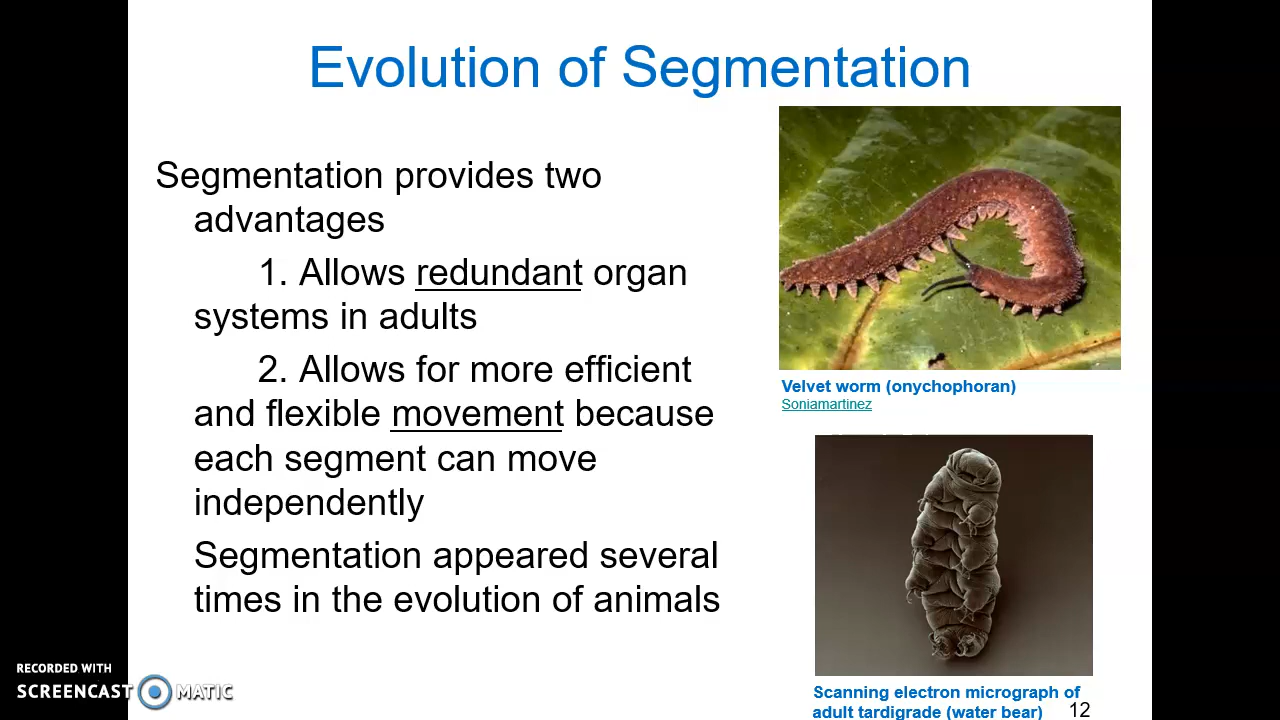 Evolution of Segmentation
Segmentation provides two
advantages
1. Allows redundant organ
systems in adults
2. Allows for more efficient
and flexible movement because
each segment can move
independently
Segmentation appeared several
times in the evolution of animals
Velvet worm (onychophoran)
Soniamartinez
Scanning electron micrograph of
adult tardigrade (water bear)
12
RECORDED WITH
SCREENCAST MATIC